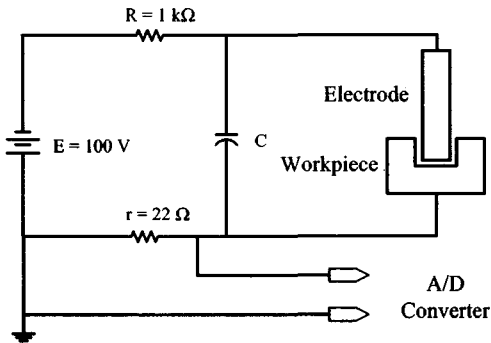 R = 1 kΩ
Electrode
E = 100 V
C
Workpiece
r = 22 Ω
A/D
Converter